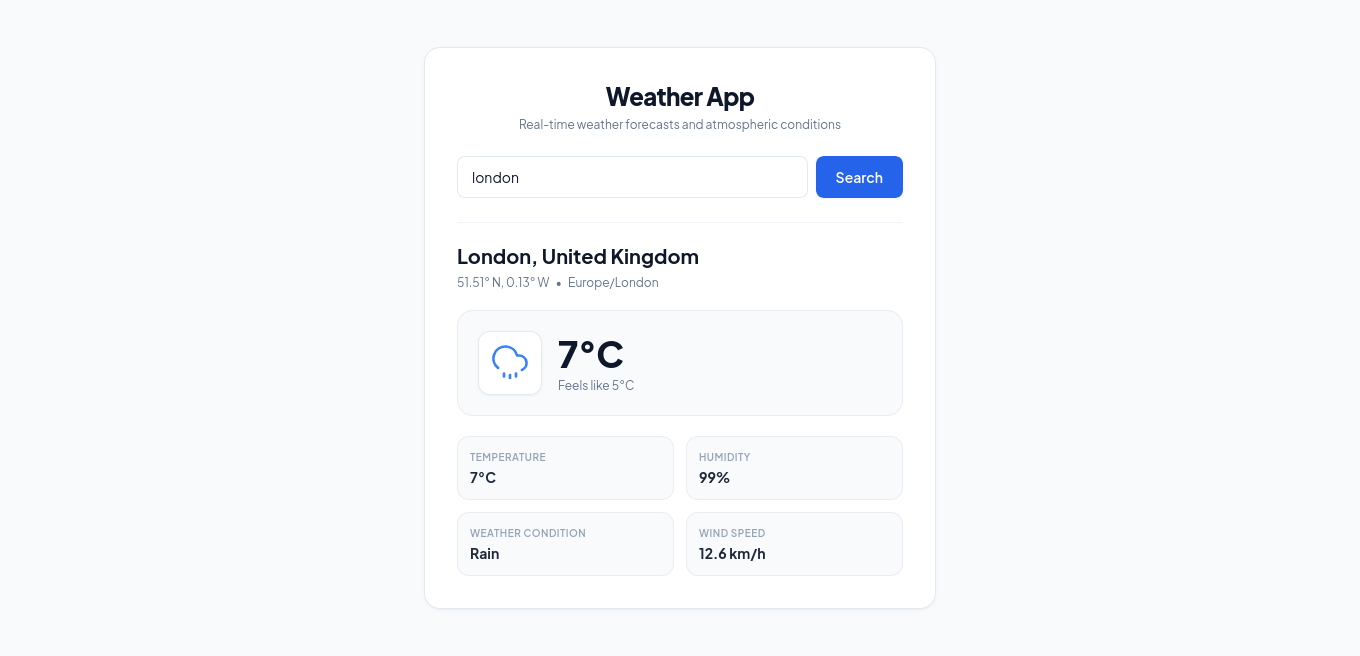 Weather App
Real-time weather forecasts and atmospheric conditions
london
Search
London, United Kingdom
51.51° N, 0.13° W • Europe/London
7°C
Feels like 5°C
TEMPERATURE
7°C
HUMIDITY
99%
WEATHER CONDITION
Rain
WIND SPEED
12.6 km/h